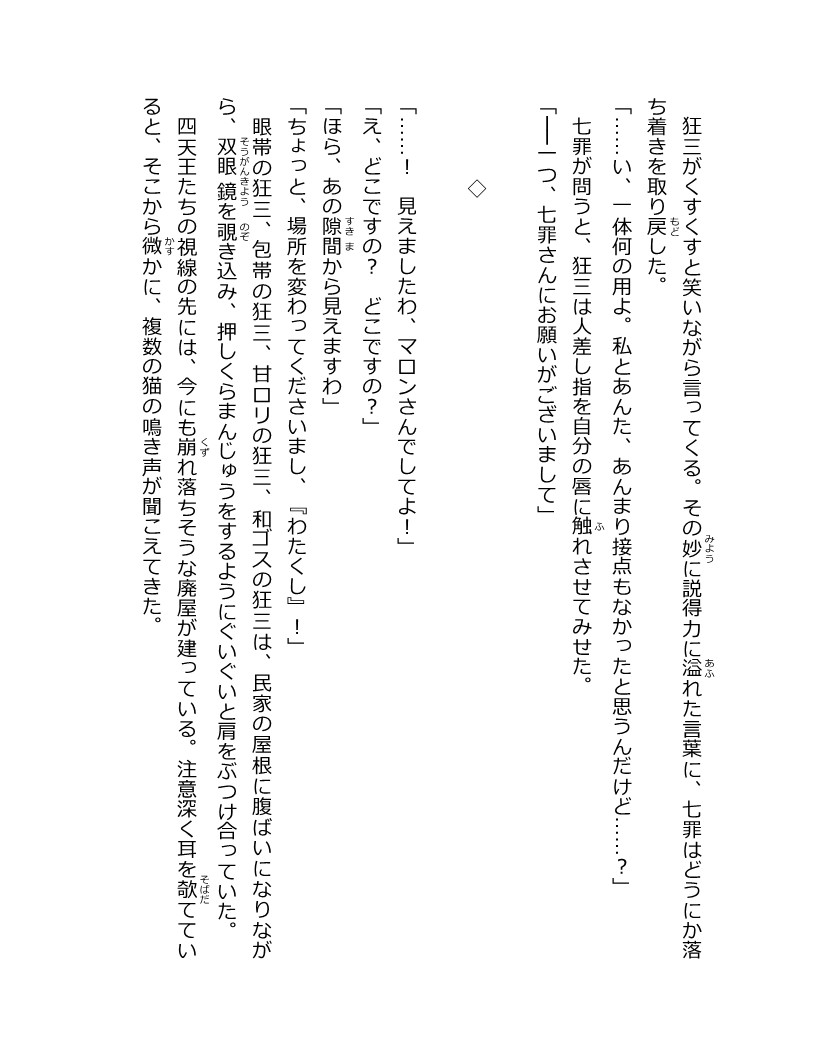 狂三がくすくすと笑いながら言ってくる。その妙に説得力に溢れた言葉に、七罪はどうにか落
ち着きを取り戻した。
「……い、一体何の用よ。私とあんた、あんまり接点もなかったと思うんだけど……？」
七罪が問うと、狂三は人差し指を自分の唇に触れさせてみせた。
「──一つ、七罪さんにお願いがございまして」
◇
「……！　見えましたわ、マロンさんでしてよ！」
「え、どこですの？　どこですの？」
「ほら、あの隙間から見えますわ」
「ちょっと、場所を変わってくださいまし、『わたくし』！」
眼帯の狂三、包帯の狂三、甘ロリの狂三、和ゴスの狂三は、民家の屋根に腹ばいになりなが
ら、双眼鏡を覗き込み、押しくらまんじゅうをするようにぐいぐいと肩をぶつけ合っていた。
四天王たちの視線の先には、今にも崩れ落ちそうな廃屋が建っている。注意深く耳を欹ててい
ると、そこから微かに、複数の猫の鳴き声が聞こえてきた。